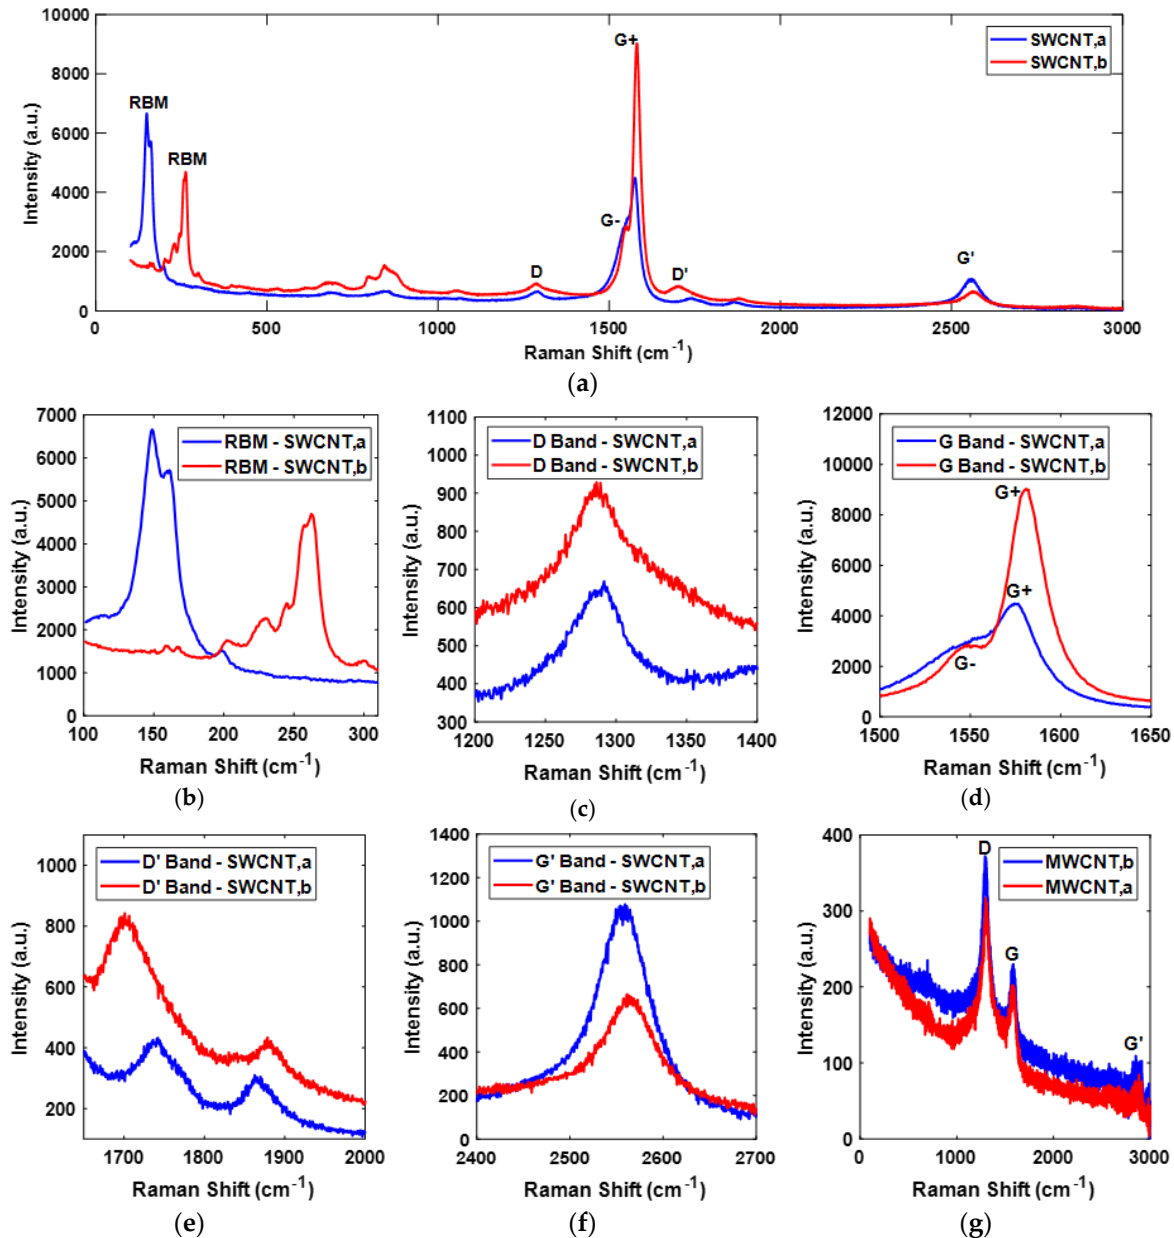 10000
8000
6000
4000
2000
0
Intensity (a.u.)
RBM
RBM
G+
G-
D
D'
G'
SWCNT,a
SWCNT,b
0 500 1000 1500 2000 2500 3000
Raman Shift (cm-1)
(a)
7000
6000
5000
4000
3000
2000
1000
0
Intensity (a.u.)
RBM - SWCNT,a
RBM - SWCNT,b
100 150 200 250 300
Raman Shift (cm-1)
(b)
1100
1000
900
800
700
600
500
400
300
Intensity (a.u.)
D Band - SWCNT,a
D Band - SWCNT,b
1200 1250 1300 1350 1400
Raman Shift (cm-1)
(c)
12000
10000
8000
6000
4000
2000
0
Intensity (a.u.)
G Band - SWCNT,a
G Band - SWCNT,b
G+
G+
G-
1500 1550 1600 1650
Raman Shift (cm-1)
(d)
1000
800
600
400
200
Intensity (a.u.)
D' Band - SWCNT,a
D' Band - SWCNT,b
1700 1800 1900 2000
Raman Shift (cm-1)
(e)
1400
1200
1000
800
600
400
200
0
Intensity (a.u.)
G' Band - SWCNT,a
G' Band - SWCNT,b
2400 2500 2600 2700
Raman Shift (cm-1)
(f)
400
300
200
100
0
Intensity (a.u.)
D
G
G'
MWCNT,b
MWCNT,a
0 1000 2000 3000
Raman Shift (cm-1)
(g)